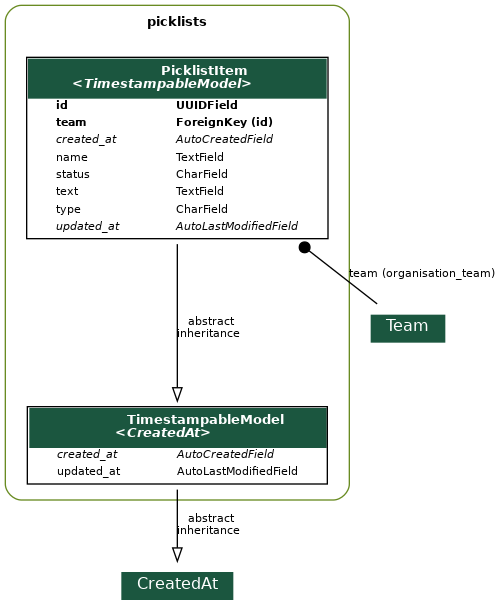 picklists
PicklistItem
<TimestampableModel>
id UUIDField
team ForeignKey (id)
created_at AutoCreatedField
name TextField
status CharField
text TextField
type CharField
updated_at AutoLastModifiedField
team (organisation_team)
Team
abstract
inheritance
TimestampableModel
<CreatedAt>
created_at AutoCreatedField
updated_at AutoLastModifiedField
abstract
inheritance
CreatedAt